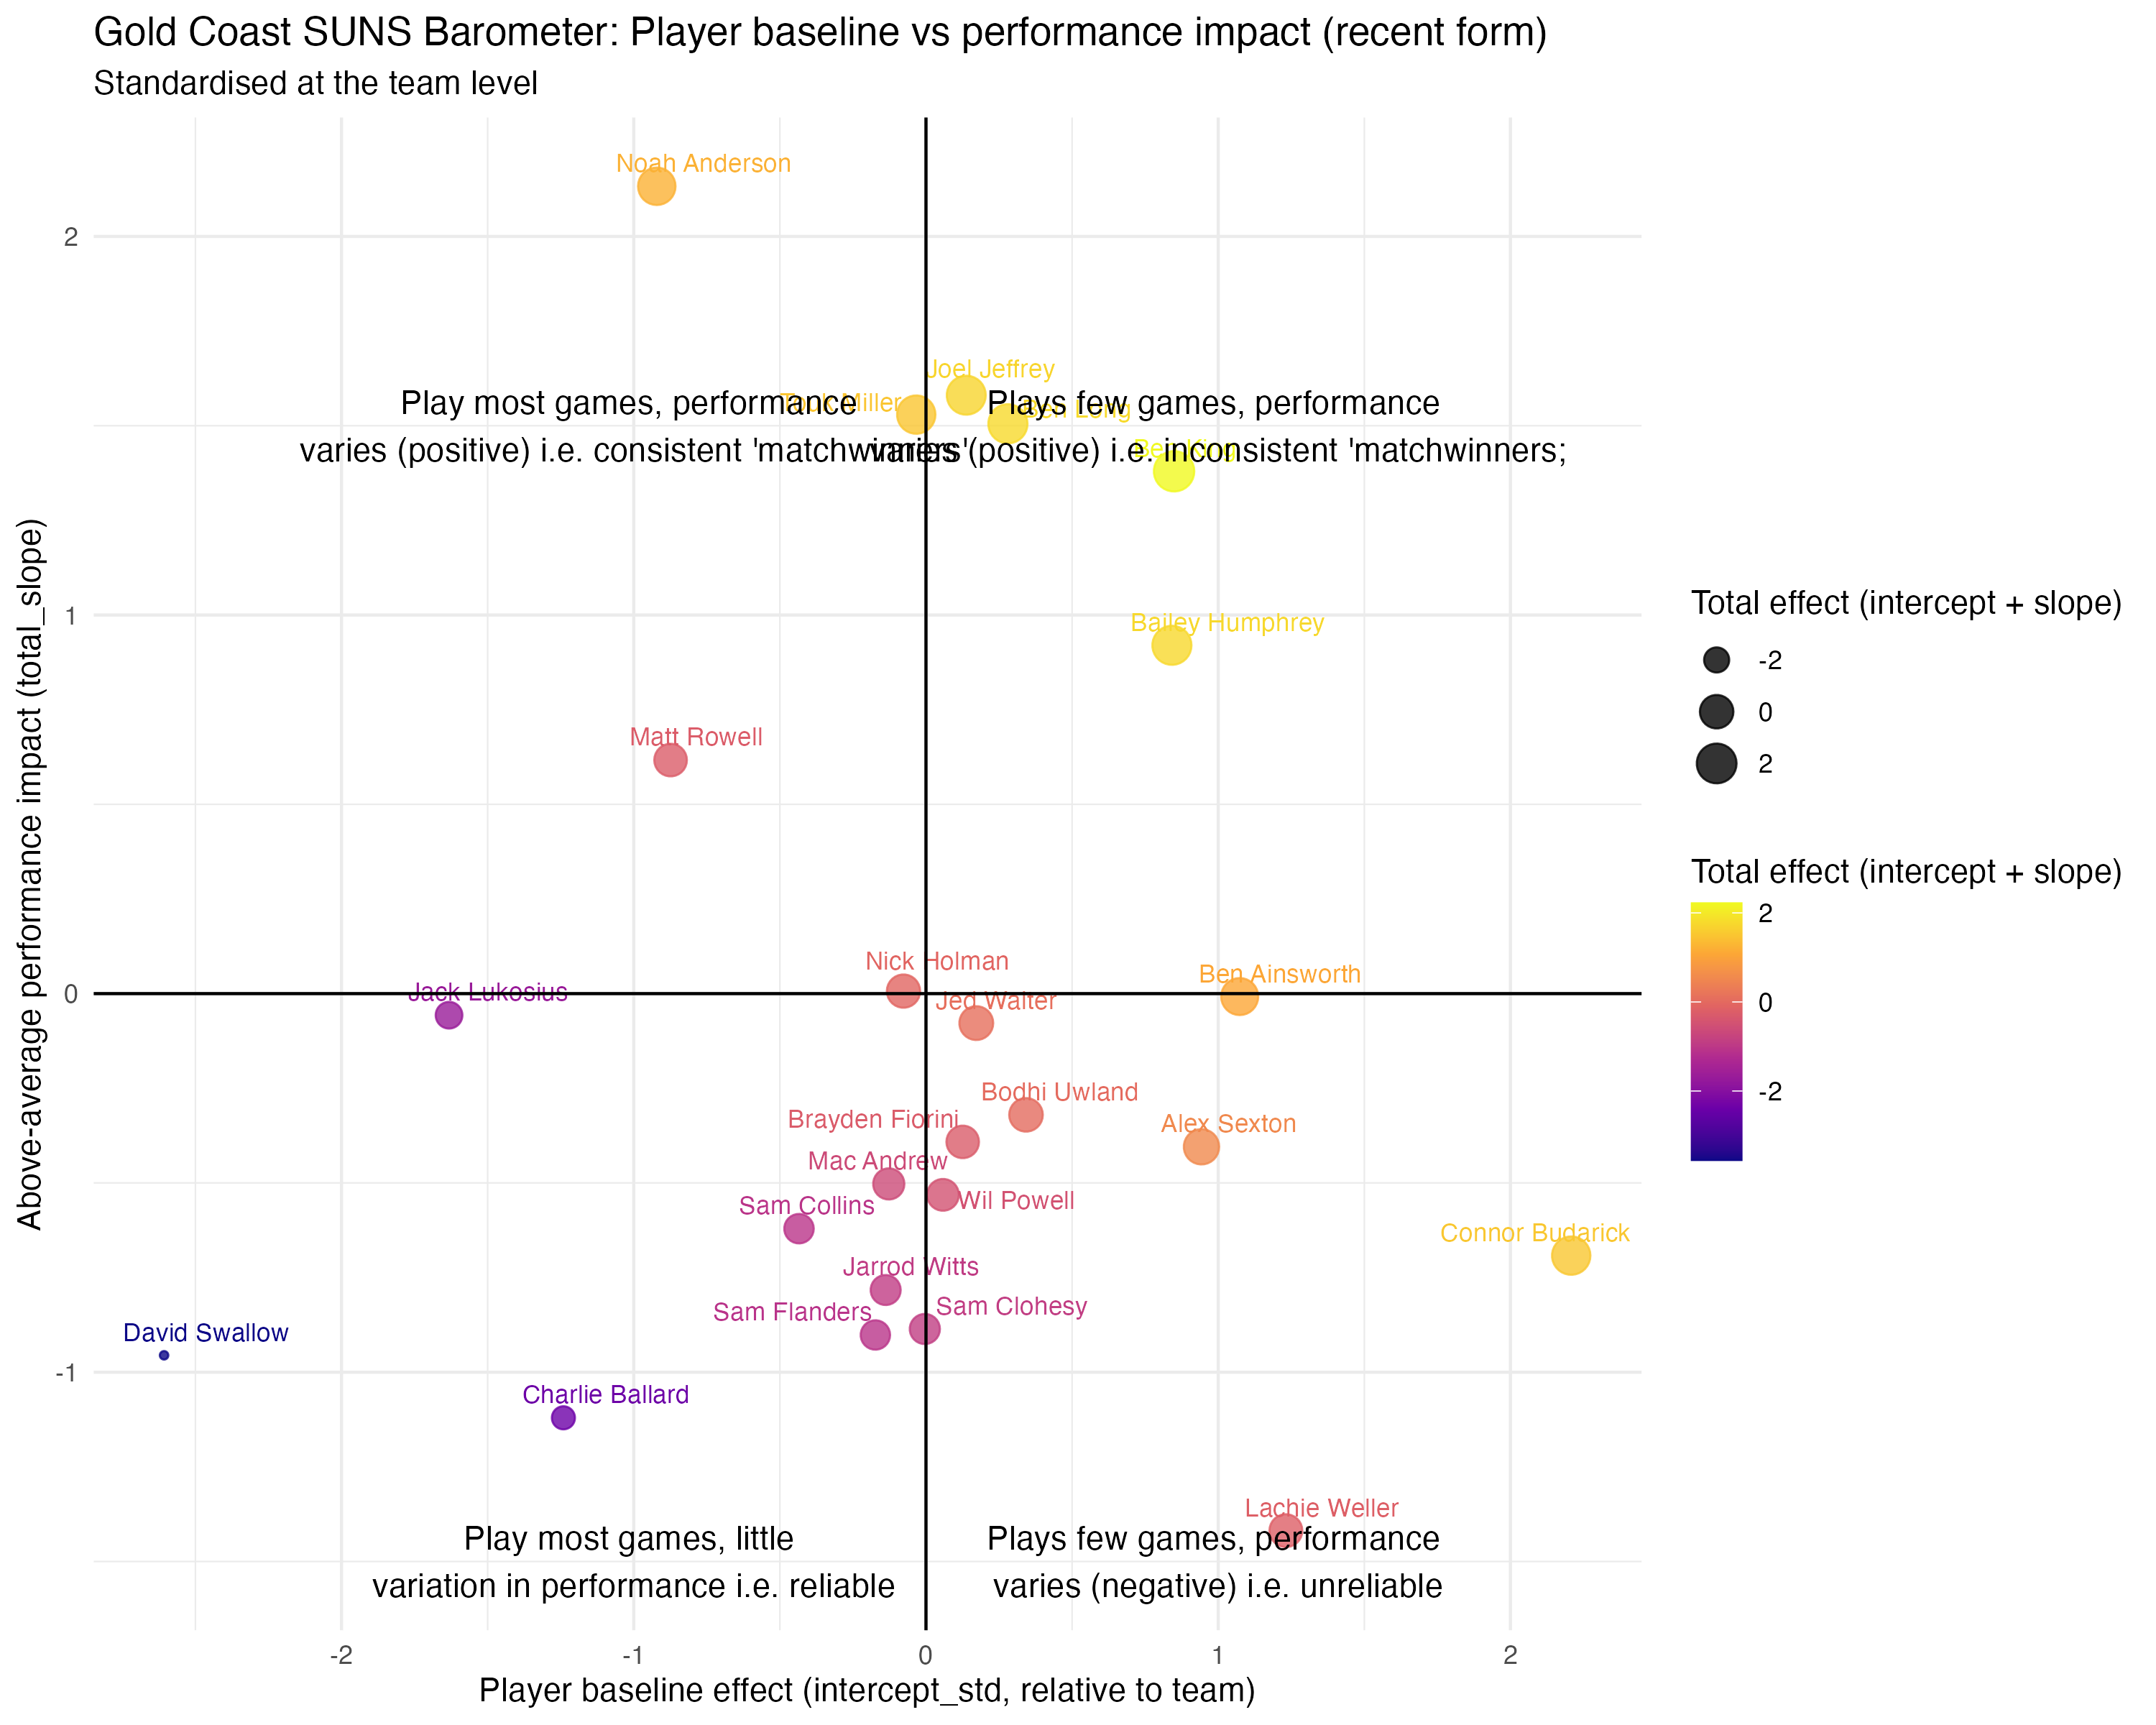 Gold Coast SUNS Barometer: Player baseline vs performance impact (recent form)
Standardised at the team level
Noah Anderson
2
Joel Jeffrey
Touk Miller
Ben Long
Play most games, performance
varies (positive) i.e. consistent 'matchwinners'
Plays few games, performance
varies (positive) i.e. inconsistent 'matchwinners;
Ben King
Bailey Humphrey
1
Matt Rowell
Nick Holman
Ben Ainsworth
Jack Lukosius
0
Jed Walter
Bodhi Uwland
Brayden Fiorini
Alex Sexton
Mac Andrew
Wil Powell
Sam Collins
Connor Budarick
Jarrod Witts
Sam Flanders
Sam Clohesy
David Swallow
-1
Charlie Ballard
Lachie Weller
Play most games, little
variation in performance i.e. reliable
Plays few games, performance
varies (negative) i.e. unreliable
-2
-1
0
1
2
Player baseline effect (intercept_std, relative to team)
Above-average performance impact (total_slope)
Total effect (intercept + slope)
-2
0
2
Total effect (intercept + slope)
2
0
-2